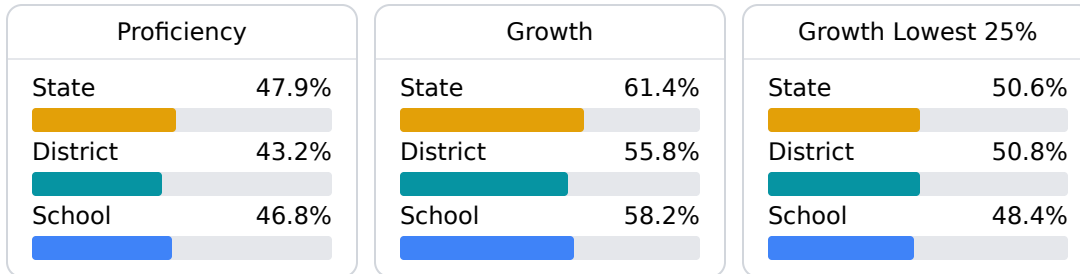 Proficiency
State 47.9%
District 43.2%
School 46.8%
Growth
State 61.4%
District 55.8%
School 58.2%
Growth Lowest 25%
State 50.6%
District 50.8%
School 48.4%